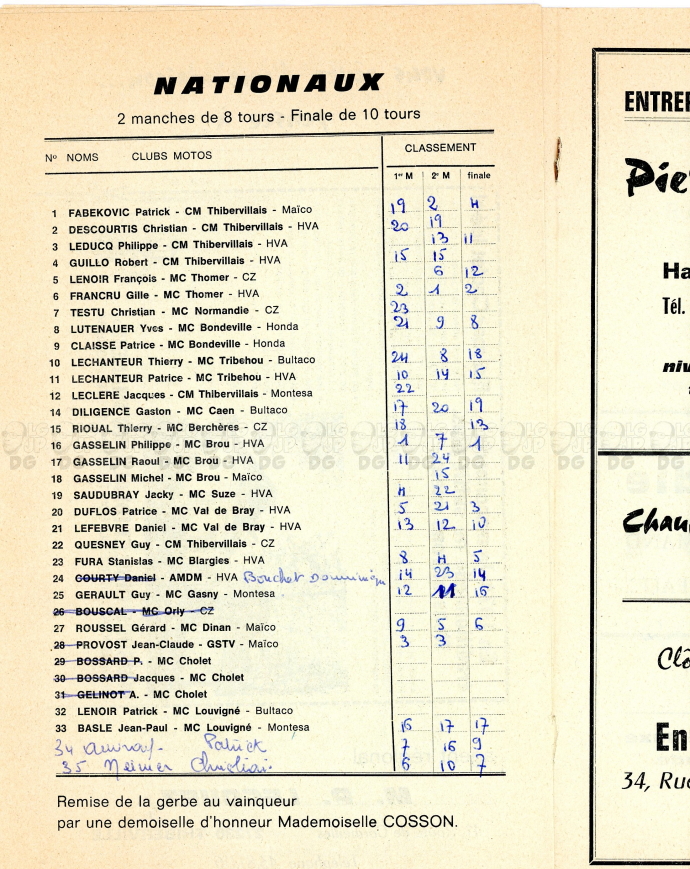 NATIONAUX
2 manches de 8 tours - Finale de 10 tours
CLASSEMENT
Nº NOMS CLUBS MOTOS
1er M 2e M finale
1 FABEKOVIC Patrick - CM Thibervillais - Maïco 19 2 H
2 DESCOURTIS Christian - CM Thibervillais - HVA 20 19
3 LEDUCQ Philippe - CM Thibervillais - HVA 13 11
4 GUILLO Robert - CM Thibervillais - HVA 15 15
5 LENOIR François - MC Thomer - CZ 6 12
6 FRANCRU Gille - MC Thomer - HVA 2 1 2
7 TESTU Christian - MC Normandie - CZ 23
8 LUTENAUER Yves - MC Bondeville - Honda 21 9 8
9 CLAISSE Patrice - MC Bondeville - Honda
10 LECHANTEUR Thierry - MC Tribehou - Bultaco 24 8 18
11 LECHANTEUR Patrice - MC Tribehou - HVA 10 14 15
12 LECLERE Jacques - CM Thibervillais - Montesa 22
14 DILIGENCE Gaston - MC Caen - Bultaco 17 20 19
15 RIOUAL Thierry - MC Berchères - CZ 18 13
16 GASSELIN Philippe - MC Brou - HVA 1 7 1
17 GASSELIN Raoul - MC Brou - HVA 11 24
18 GASSELIN Michel - MC Brou - Maïco 15
19 SAUDUBRAY Jacky - MC Suze - HVA H 22
20 DUFLOS Patrice - MC Val de Bray - HVA 5 21 3
21 LEFEBVRE Daniel - MC Val de Bray - HVA 13 12 10
22 QUESNEY Guy - CM Thibervillais - CZ
23 FURA Stanislas - MC Blargies - HVA 8 H 5
24 COURTY Daniel - AMDM - HVA Bouchet Dominique 14 23 14
25 GERAULT Guy - MC Gasny - Montesa 12 11 16
26 BOUSCAL - MC Orly - CZ
27 ROUSSEL Gérard - MC Dinan - Maïco 9 5 6
28 PROVOST Jean-Claude - GSTV - Maïco 3 3
29 BOSSARD P. - MC Cholet
30 BOSSARD Jacques - MC Cholet
31 GELINOT A. - MC Cholet
32 LENOIR Patrick - MC Louvigné - Bultaco
33 BASLE Jean-Paul - MC Louvigné - Montesa 16 17 17
34 Patrick 7 16 9
35 6 10 7
Remise de la gerbe au vainqueur
par une demoiselle d'honneur Mademoiselle COSSON.
ENTREP
Pie
Ha
Tél.
niv
Chau
Clô
En
34, Rue
DG DG DG DG DG DG DG DG